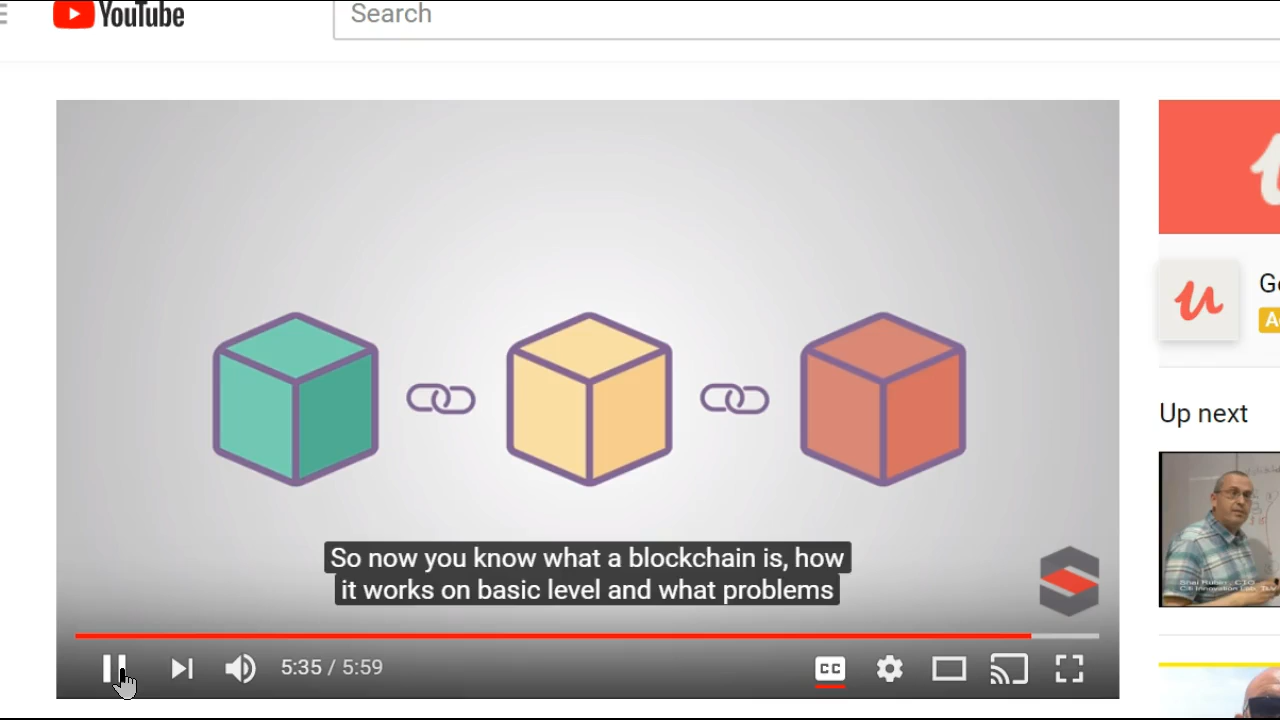 YouTube
Search
So now you know what a blockchain is, how
it works on basic level and what problems
5:35 / 5:59
CC
Up next